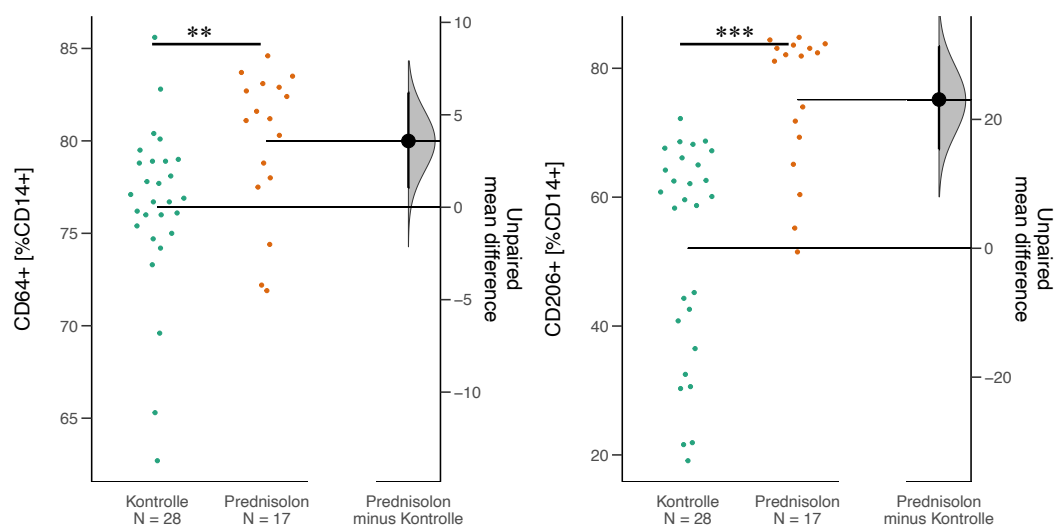 **
***
CD64+ [%CD14+]
85
80
75
70
65
10
5
0
−5
−10
Unpaired
mean difference
Kontrolle
N = 28
Prednisolon
N = 17
Prednisolon
minus Kontrolle
CD206+ [%CD14+]
80
60
40
20
20
0
−20
Unpaired
mean difference
Kontrolle
N = 28
Prednisolon
N = 17
Prednisolon
minus Kontrolle